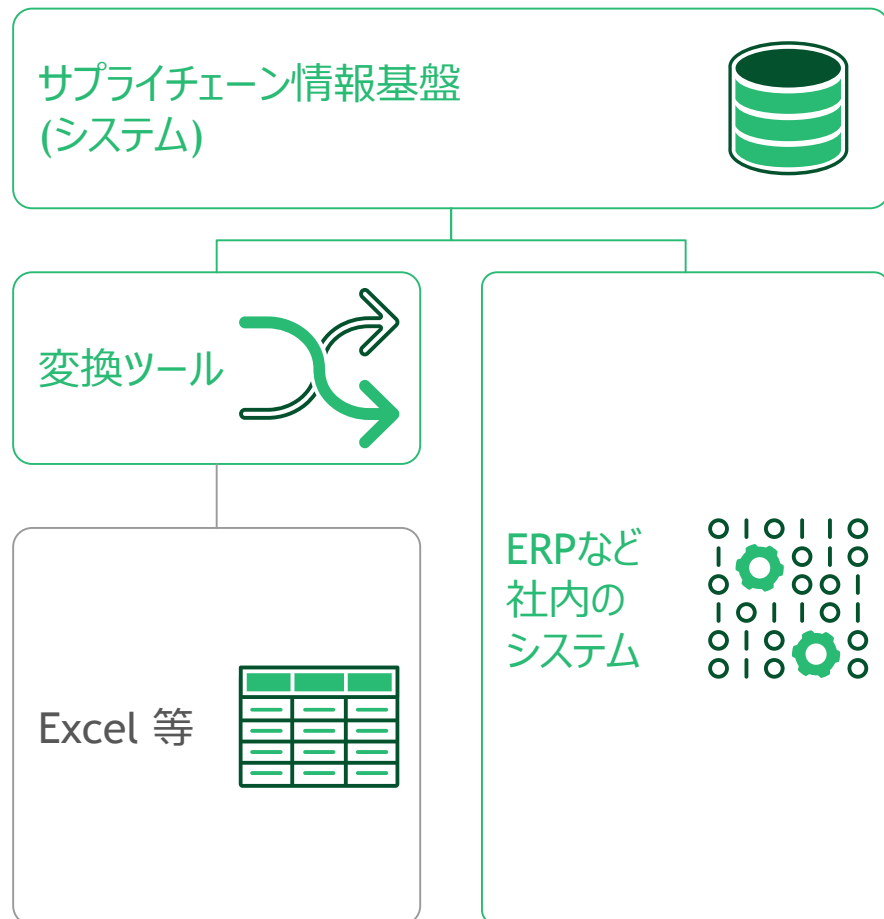 サプライチェーン情報基盤
(システム)
変換ツール
ERPなど
社内の
システム
Excel 等